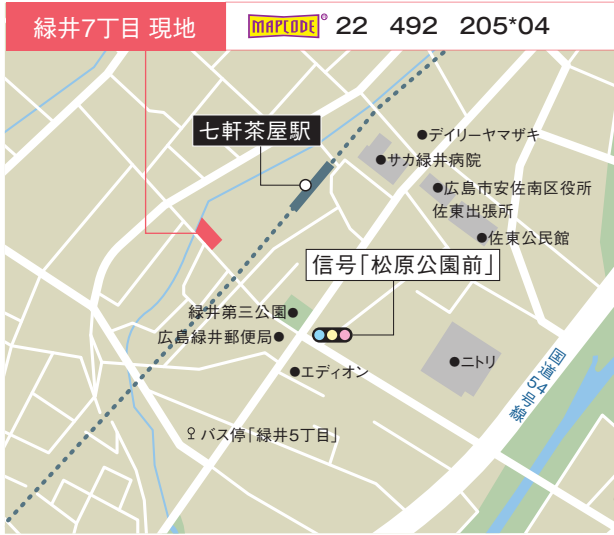 緑井7丁目 現地
MAPCODE® 22 492 205*04
七軒茶屋駅
●デイリーヤマザキ
●サカ緑井病院
●広島市安佐南区役所
佐東出張所
●佐東公民館
信号「松原公園前」
緑井第三公園●
広島緑井郵便局●
●エディオン
●ニトリ
国道54号線
バス停「緑井5丁目」